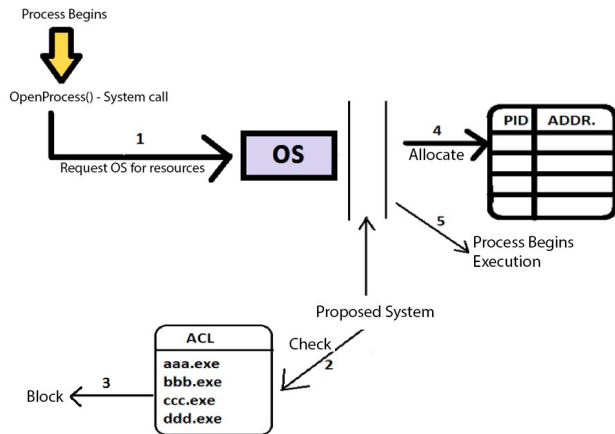 Process Begins
OpenProcess() - System call
1
Request OS for resources
OS
4
Allocate
PID ADDR.
5
Process Begins
Execution
Proposed System
Check
2
ACL
aaa.exe
bbb.exe
ccc.exe
ddd.exe
3
Block